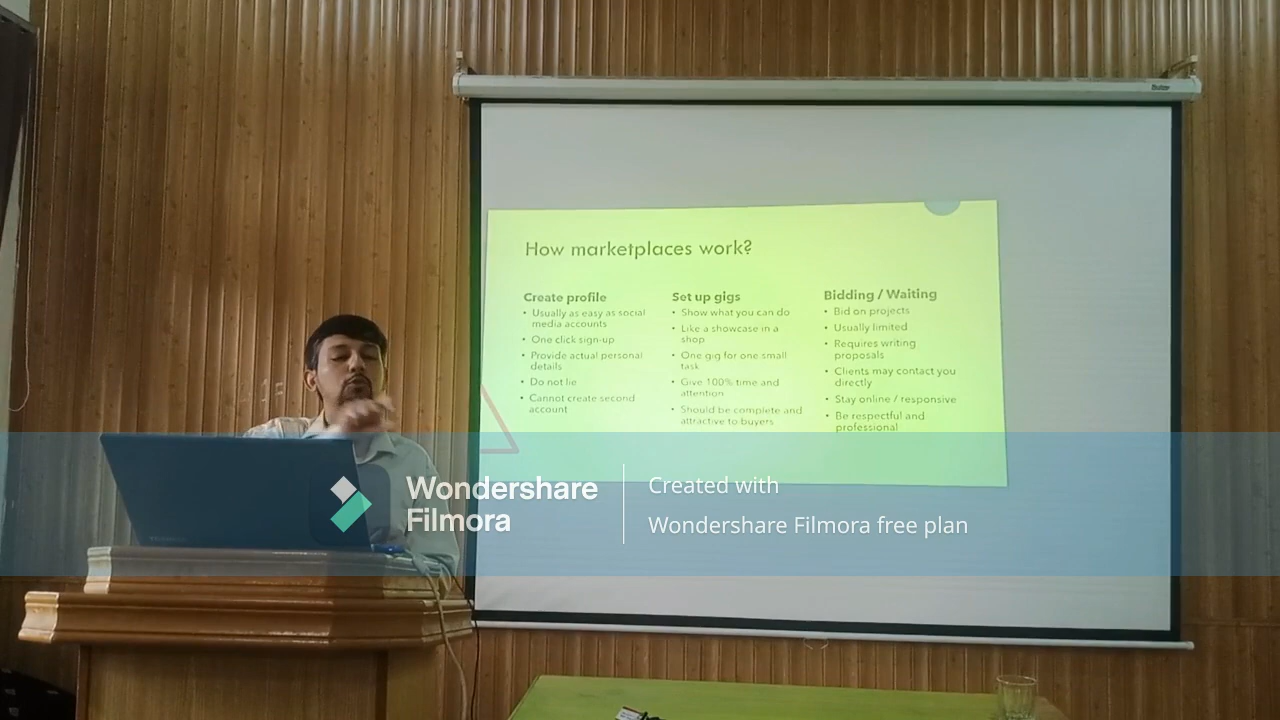 How marketplaces work?
Create profile
• Usually as easy as social
media accounts
• One click sign-up
• Provide actual personal
details
• Do not lie
• Cannot create second
account
Set up gigs
• Show what you can do
• Like a showcase in a
shop
• One gig for one small
task
• Give 100% time and
attention
• Should be complete and
attractive to buyers
Bidding / Waiting
• Bid on projects
• Usually limited
• Requires writing
proposals
• Clients may contact you
directly
• Stay online / responsive
• Be respectful and
professional
Wondershare
Filmora
Created with
Wondershare Filmora free plan